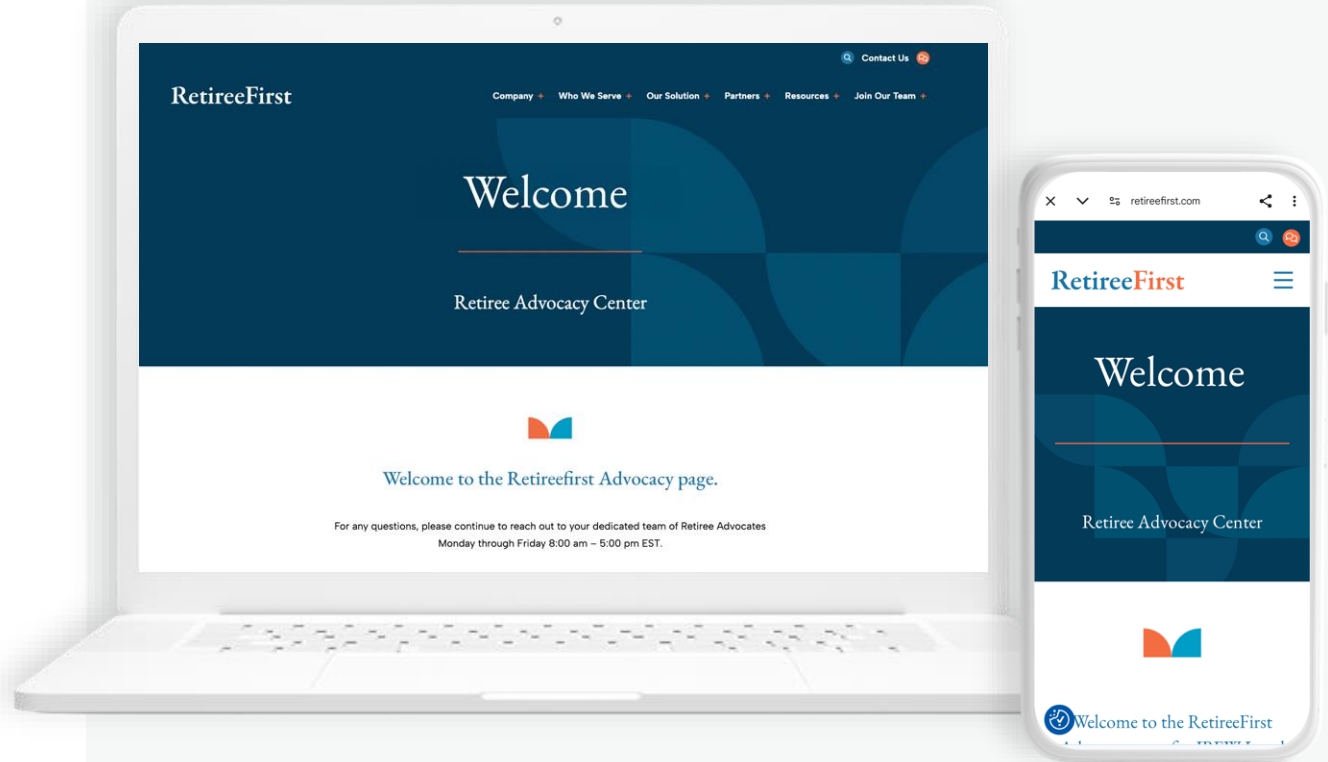 Contact Us
RetireeFirst
Company + Who We Serve + Our Solution + Partners + Resources + Join Our Team +
Welcome
Retiree Advocacy Center
Welcome to the Retireefirst Advocacy page.
For any questions, please continue to reach out to your dedicated team of Retiree Advocates
Monday through Friday 8:00 am – 5:00 pm EST.
retireefirst.com
RetireeFirst
Welcome
Retiree Advocacy Center
Welcome to the RetireeFirst